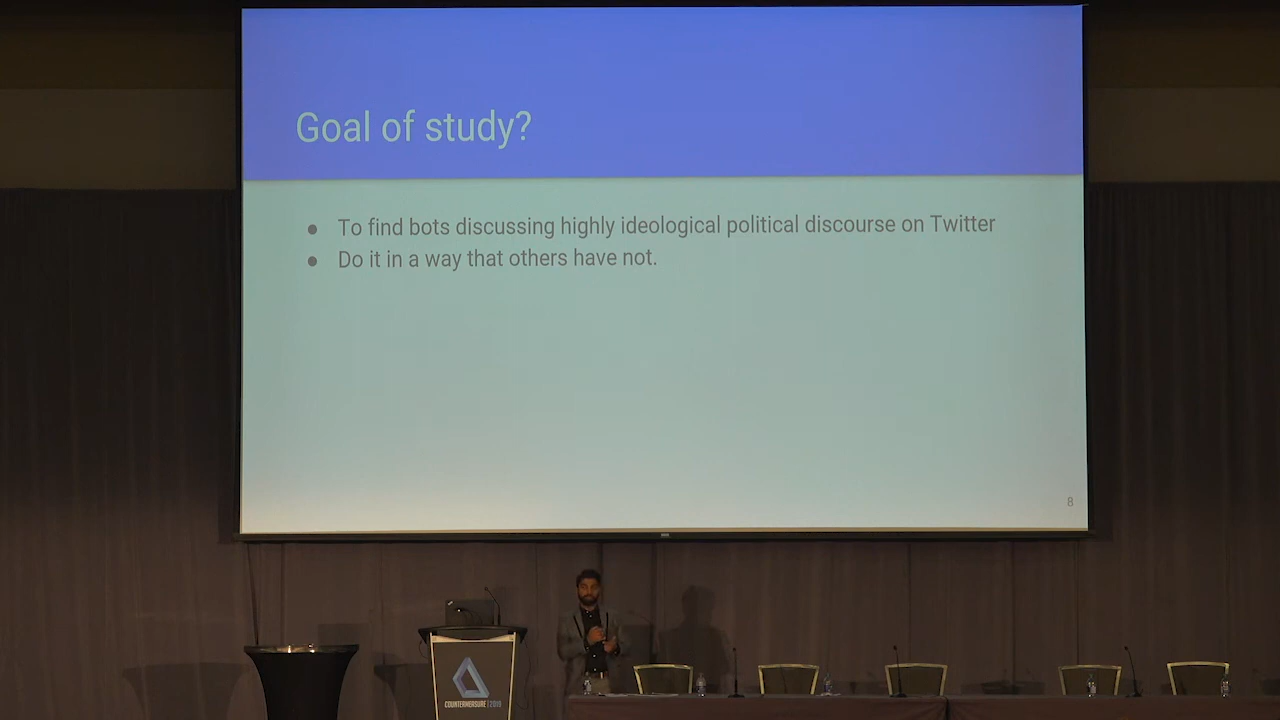 Goal of study?
● To find bots discussing highly ideological political discourse on Twitter
● Do it in a way that others have not.
8
COUNTERMEASURE | 2019